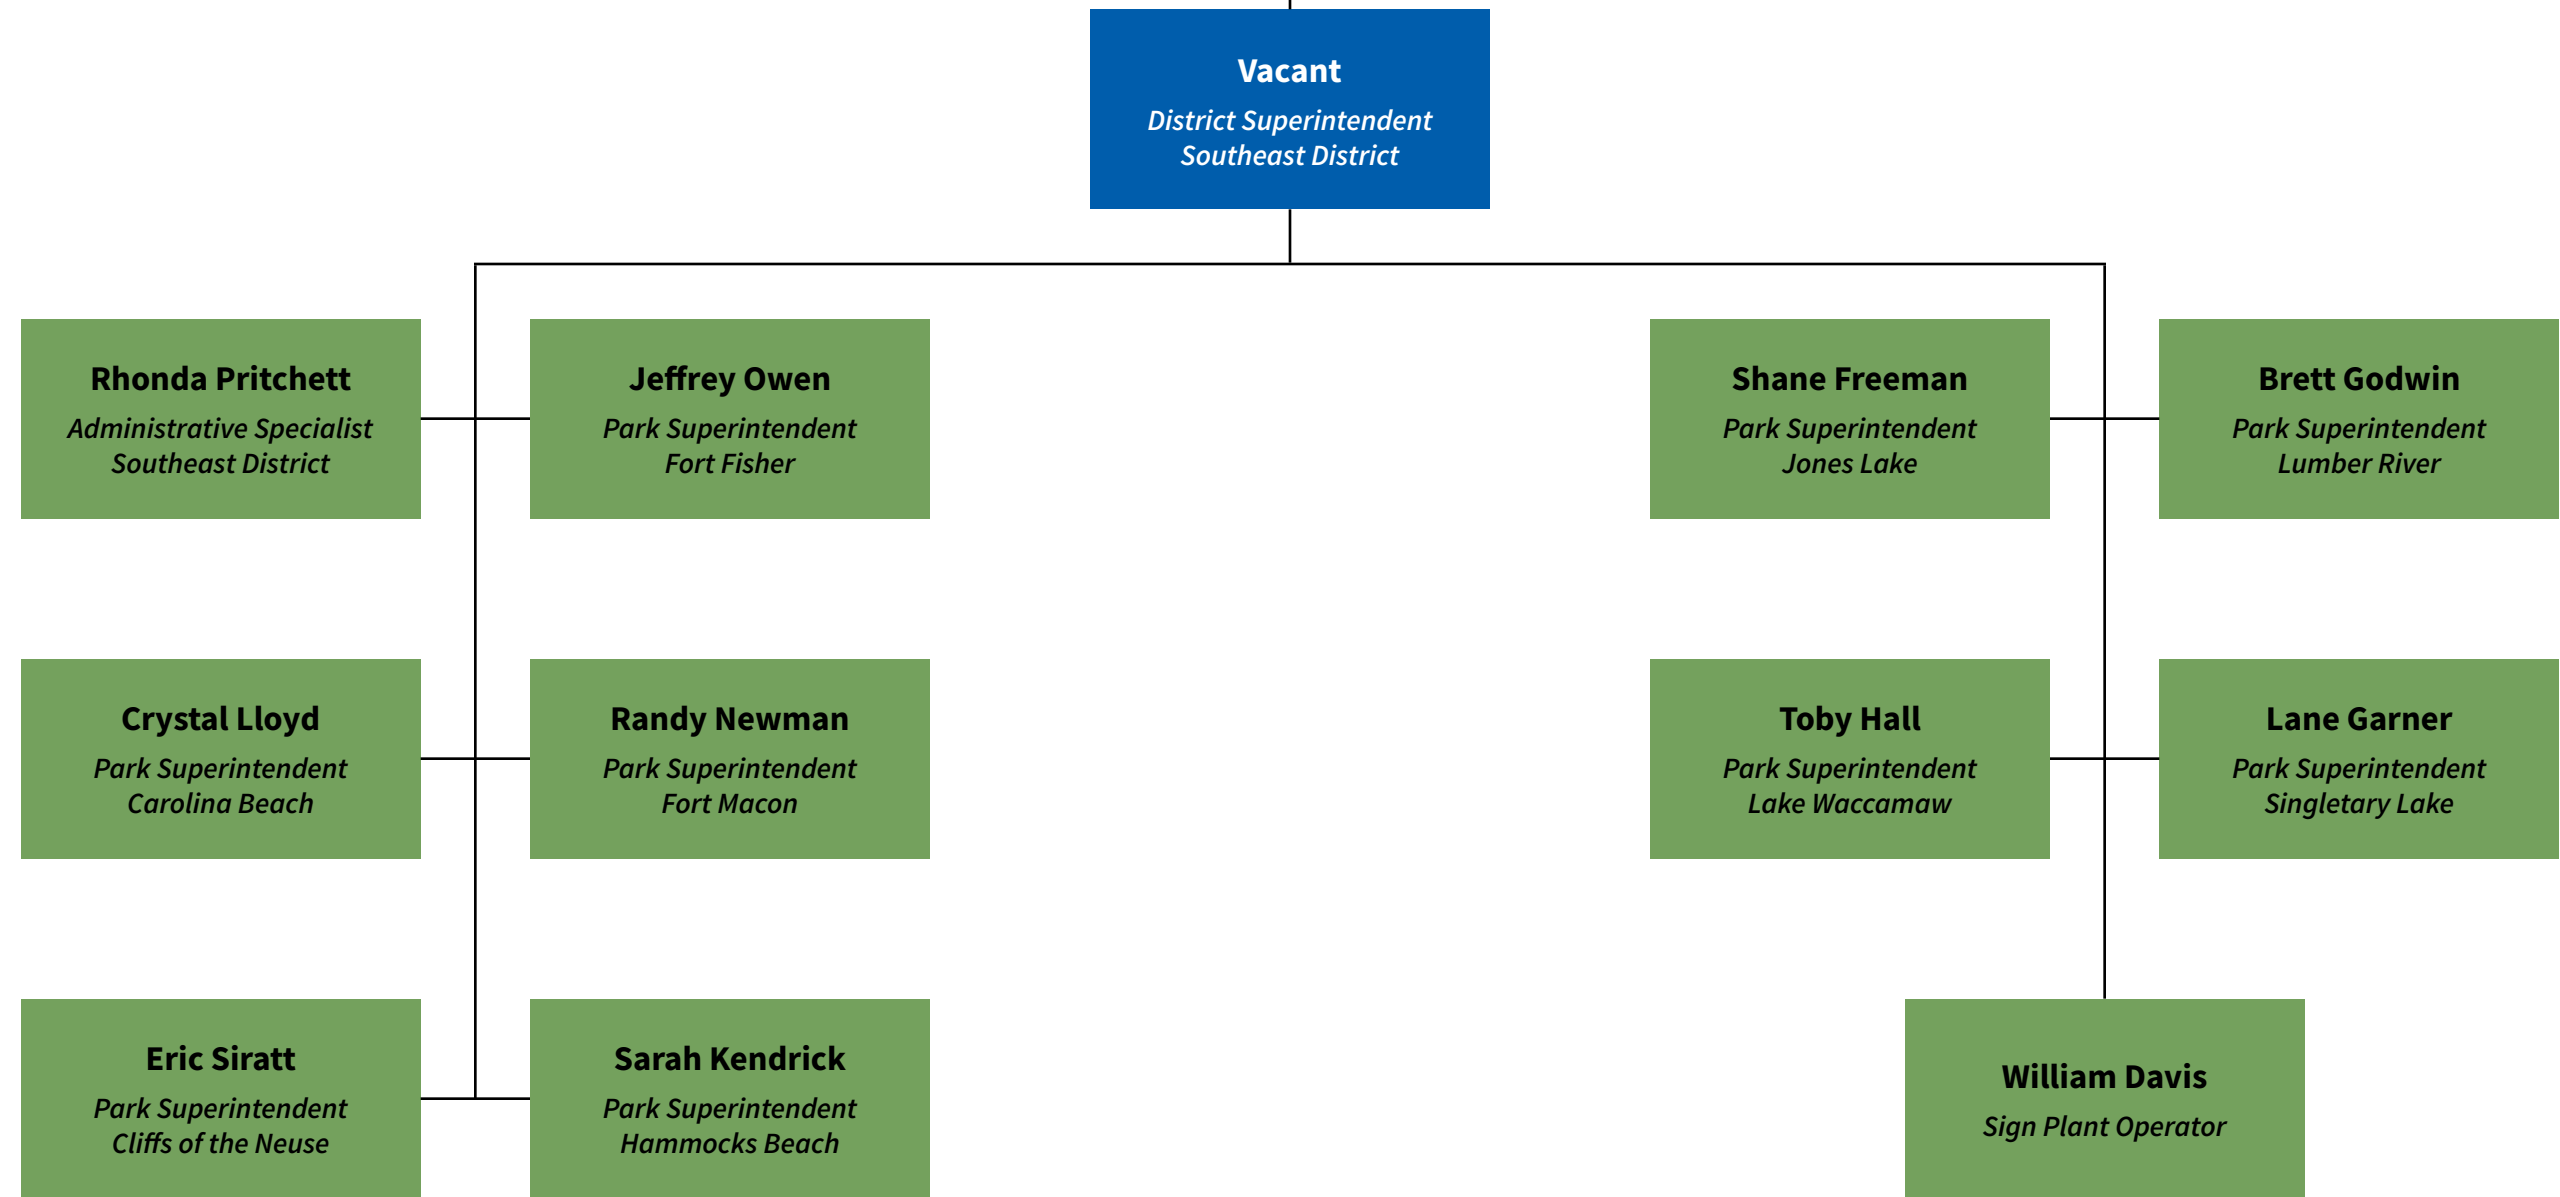 Vacant
District Superintendent
Southeast District
Rhonda Pritchett
Administrative Specialist
Southeast District
Jeffrey Owen
Park Superintendent
Fort Fisher
Shane Freeman
Park Superintendent
Jones Lake
Brett Godwin
Park Superintendent
Lumber River
Crystal Lloyd
Park Superintendent
Carolina Beach
Randy Newman
Park Superintendent
Fort Macon
Toby Hall
Park Superintendent
Lake Waccamaw
Lane Garner
Park Superintendent
Singletary Lake
Eric Siratt
Park Superintendent
Cliffs of the Neuse
Sarah Kendrick
Park Superintendent
Hammocks Beach
William Davis
Sign Plant Operator